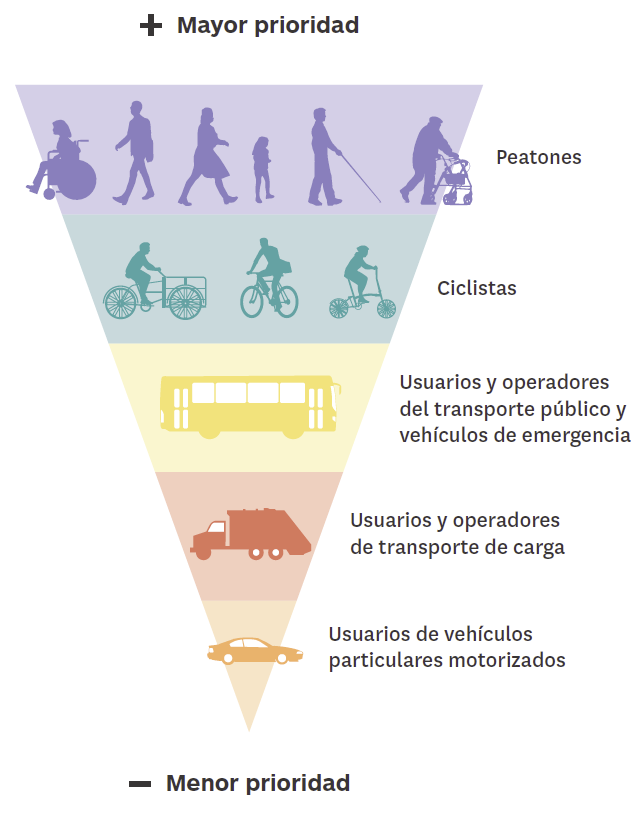 + Mayor prioridad
Peatones
Ciclistas
Usuarios y operadores
del transporte público y
vehículos de emergencia
Usuarios y operadores
de transporte de carga
Usuarios de vehículos
particulares motorizados
− Menor prioridad